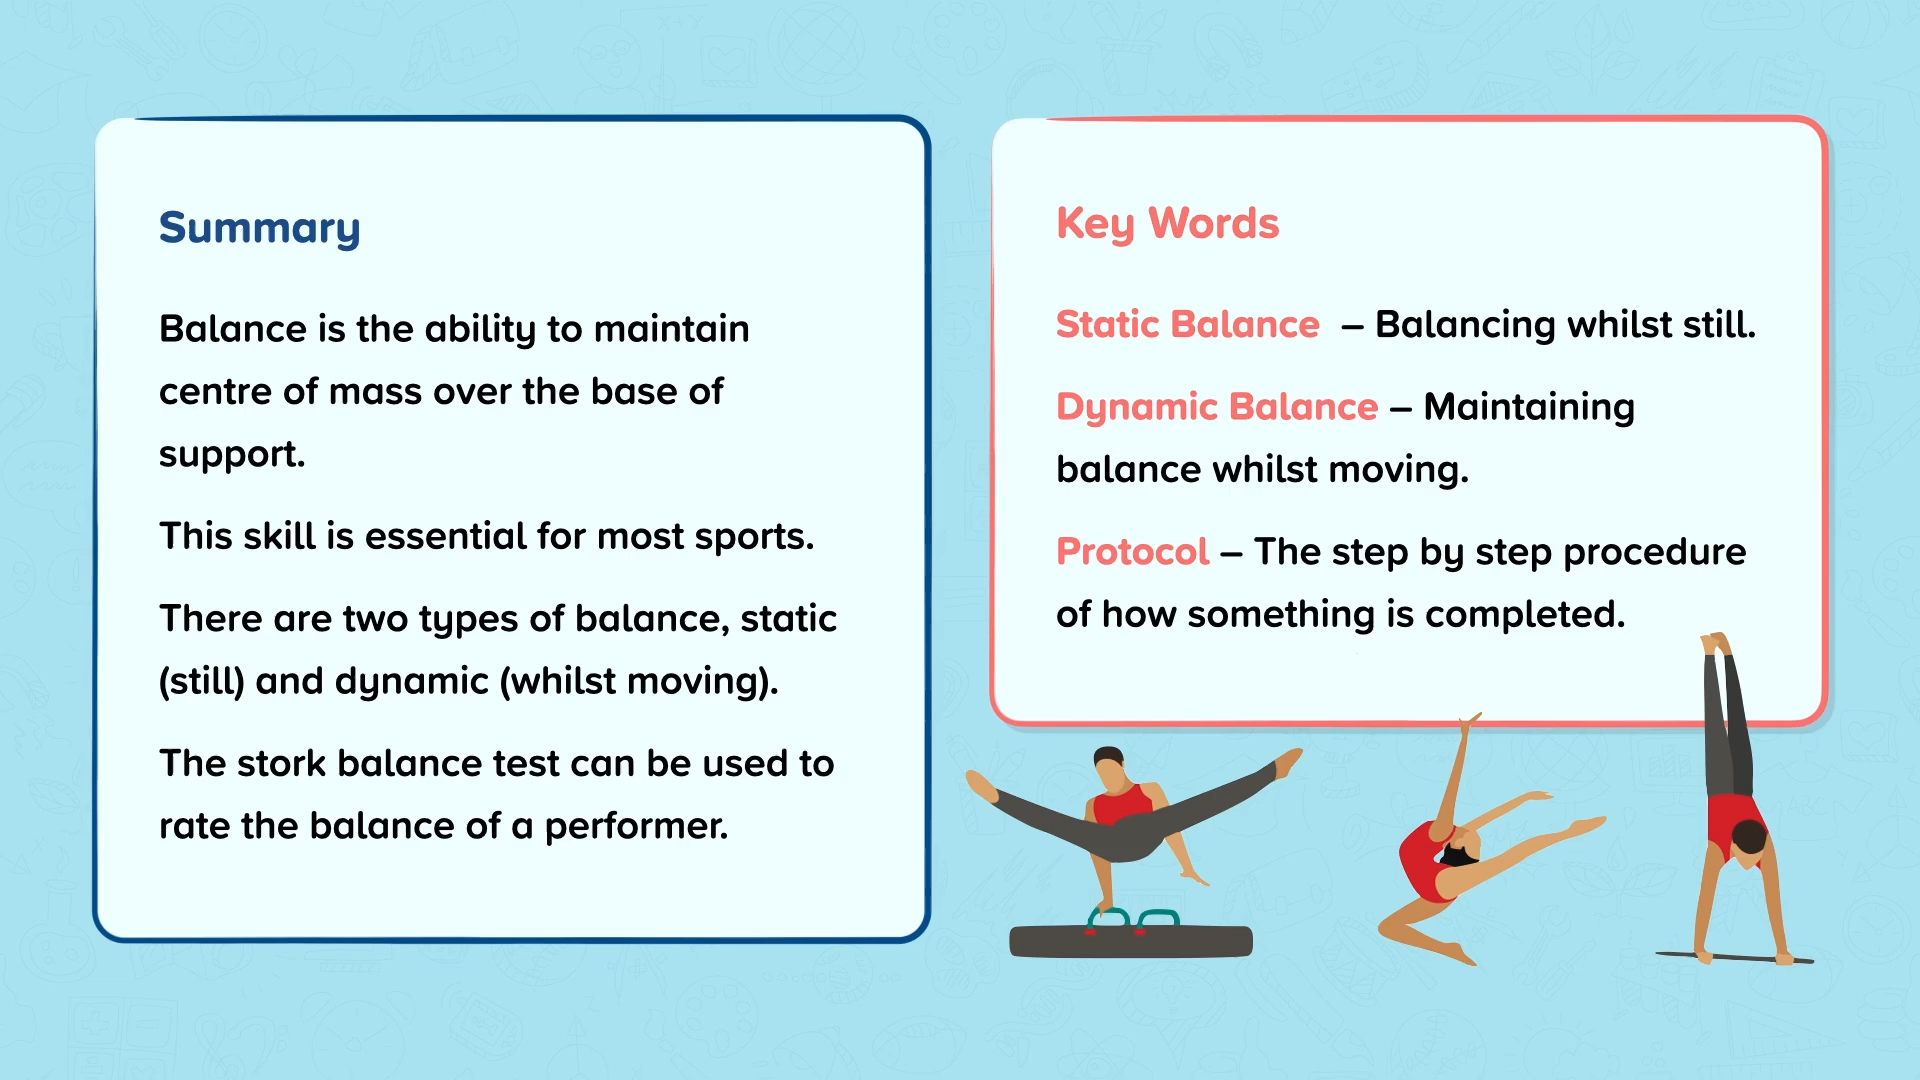 Summary
Balance is the ability to maintain
centre of mass over the base of
support.
This skill is essential for most sports.
There are two types of balance, static
(still) and dynamic (whilst moving).
The stork balance test can be used to
rate the balance of a performer.
Key Words
Static Balance – Balancing whilst still.
Dynamic Balance – Maintaining
balance whilst moving.
Protocol – The step by step procedure
of how something is completed.